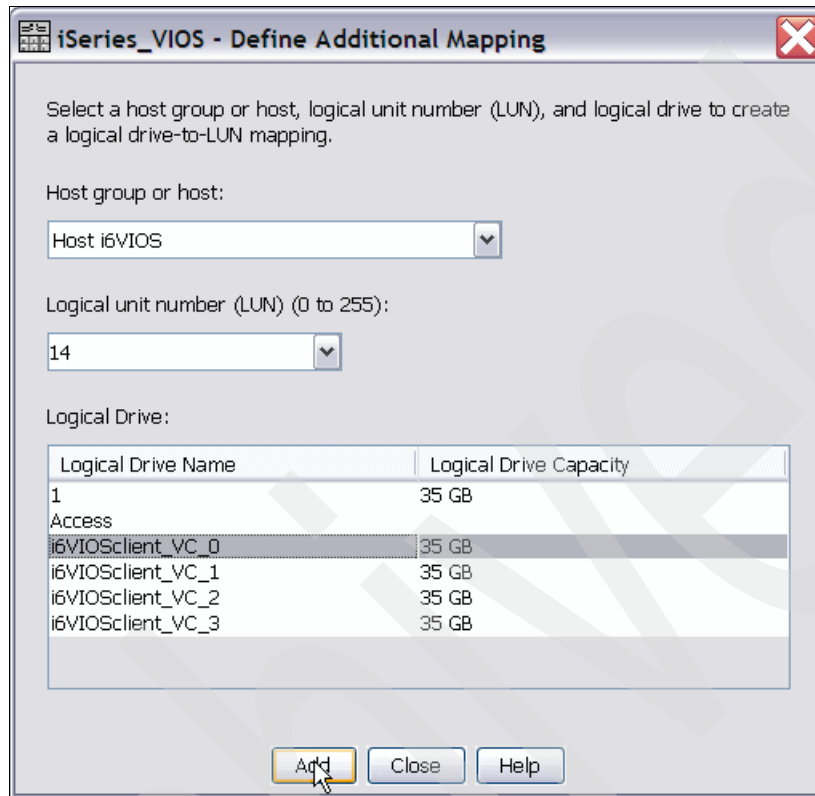 iSeries_VIOS - Define Additional Mapping
Select a host group or host, logical unit number (LUN), and logical drive to create
a logical drive-to-LUN mapping.
Host group or host:
Host i6VIOS
Logical unit number (LUN) (0 to 255):
14
Logical Drive:
Logical Drive Name Logical Drive Capacity
1 35 GB
Access
i6VIOSclient_VC_0 35 GB
i6VIOSclient_VC_1 35 GB
i6VIOSclient_VC_2 35 GB
i6VIOSclient_VC_3 35 GB
Add Close Help